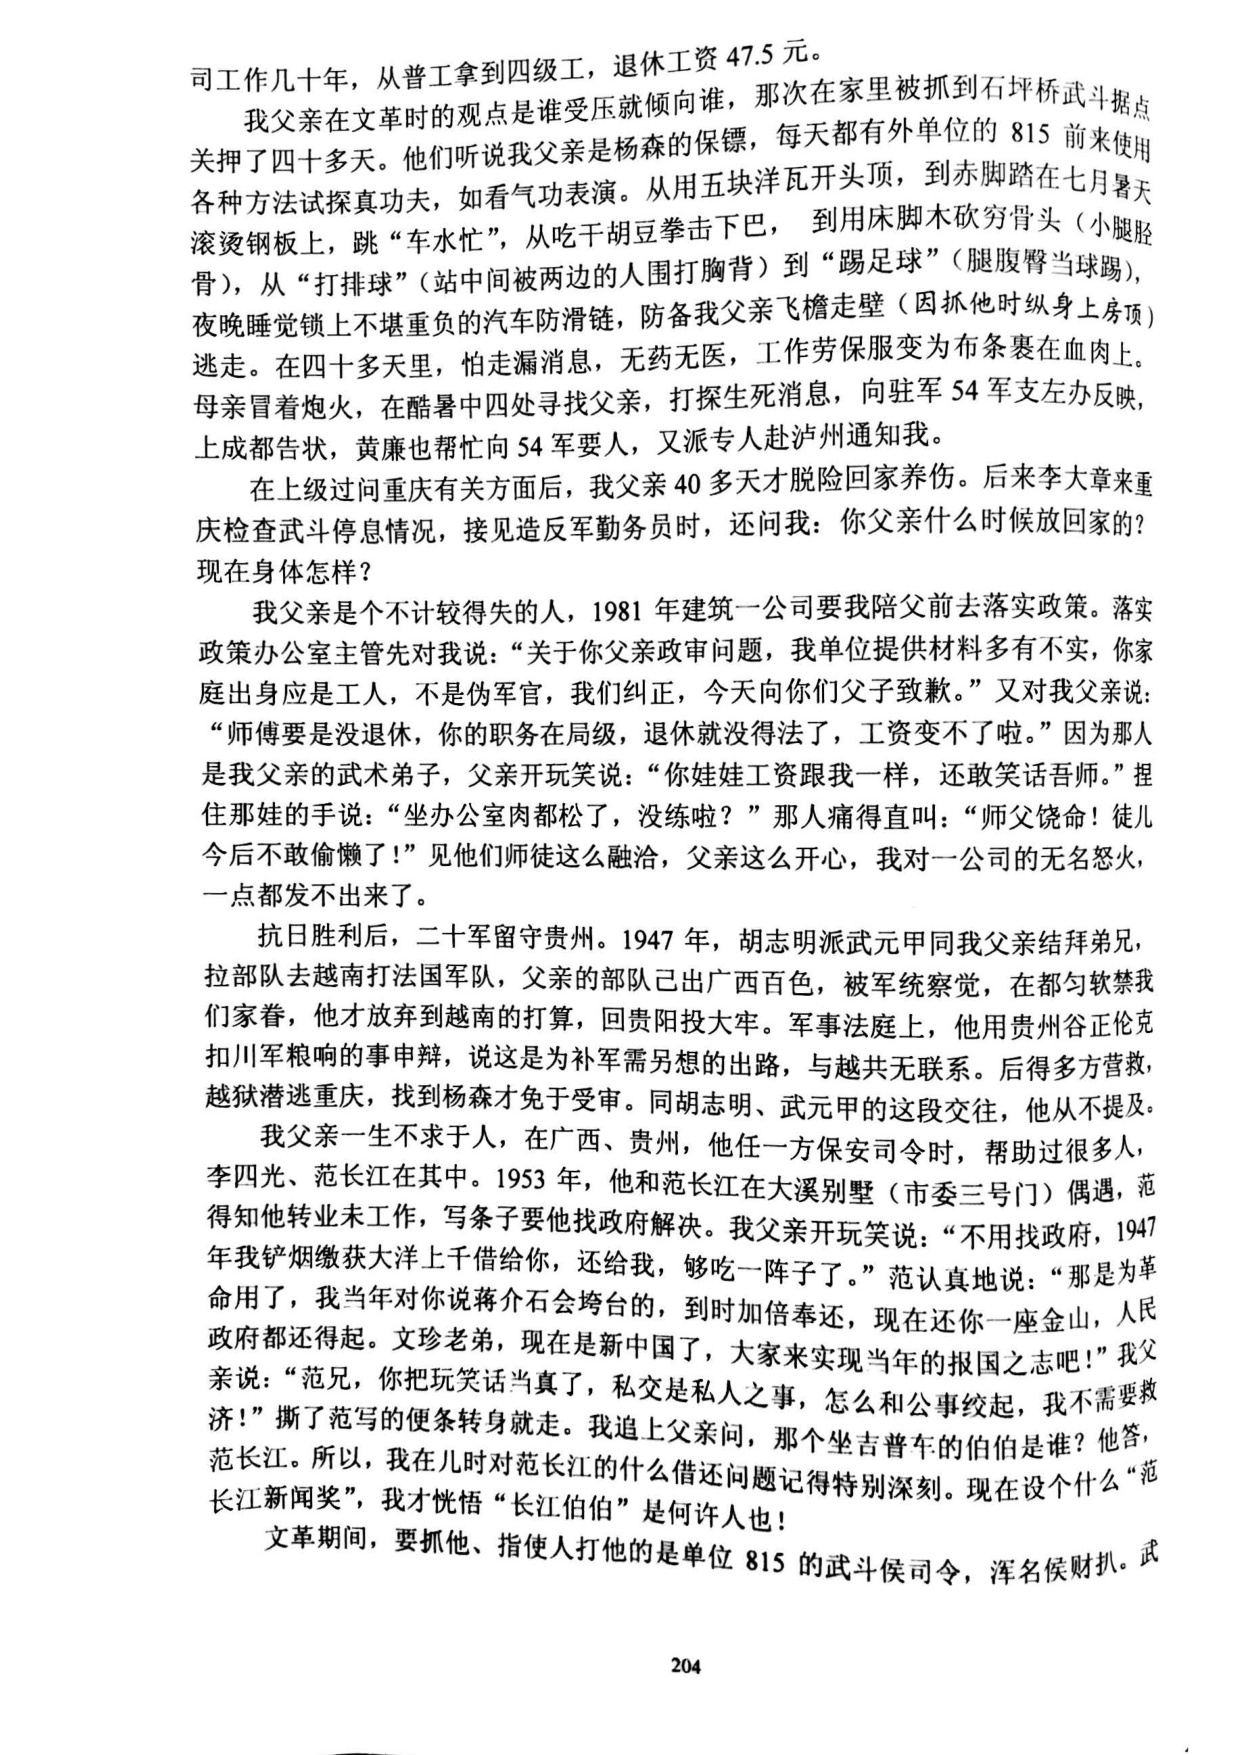 司工作几十年，从普工拿到四级工，退休工资 47.5 元。
我父亲在文革时的观点是谁受压就倾向谁，那次在家里被抓到石坪桥武斗据点
关押了四十多天。他们听说我父亲是杨森的保镖，每天都有外单位的 815 前来使用
各种方法试探真功夫，如看气功表演。从用五块洋瓦开头顶，到赤脚踏在七月暑天
滚烫钢板上，跳“车水忙”，从吃干胡豆拳击下巴， 到用床脚木砍穷骨头（小腿胫
骨），从“打排球”（站中间被两边的人围打胸背）到“踢足球”（腿腹臀当球踢），
夜晚睡觉锁上不堪重负的汽车防滑链，防备我父亲飞檐走壁（因抓他时纵身上房顶）
逃走。在四十多天里，怕走漏消息，无药无医，工作劳保服变为布条裹在血肉上。
母亲冒着炮火，在酷暑中四处寻找父亲，打探生死消息，向驻军 54 军支左办反映，
上成都告状，黄廉也帮忙向 54 军要人，又派专人赴泸州通知我。
在上级过问重庆有关方面后，我父亲 40 多天才脱险回家养伤。后来李大章来重
庆检查武斗停息情况，接见造反军勤务员时，还问我：你父亲什么时候放回家的？
现在身体怎样？
我父亲是个不计较得失的人，1981 年建筑一公司要我陪父前去落实政策。落实
政策办公室主管先对我说：“关于你父亲政审问题，我单位提供材料多有不实，你家
庭出身应是工人，不是伪军官，我们纠正，今天向你们父子致歉。”又对我父亲说：
“师傅要是没退休，你的职务在局级，退休就没得法了，工资变不了啦。”因为那人
是我父亲的武术弟子，父亲开玩笑说：“你娃娃工资跟我一样，还敢笑话吾师。”捏
住那娃的手说：“坐办公室肉都松了，没练啦？”那人痛得直叫：“师父饶命！徒儿
今后不敢偷懒了！”见他们师徒这么融洽，父亲这么开心，我对一公司的无名怒火，
一点都发不出来了。
抗日胜利后，二十军留守贵州。1947 年，胡志明派武元甲同我父亲结拜弟兄，
拉部队去越南打法国军队，父亲的部队己出广西百色，被军统察觉，在都匀软禁我
们家眷，他才放弃到越南的打算，回贵阳投大牢。军事法庭上，他用贵州谷正伦克
扣川军粮响的事申辩，说这是为补军需另想的出路，与越共无联系。后得多方营救，
越狱潜逃重庆，找到杨森才免于受审。同胡志明、武元甲的这段交往，他从不提及。
我父亲一生不求于人，在广西、贵州，他任一方保安司令时，帮助过很多人，
李四光、范长江在其中。1953 年，他和范长江在大溪别墅（市委三号门）偶遇，范
得知他转业未工作，写条子要他找政府解决。我父亲开玩笑说：“不用找政府，1947
年我铲烟缴获大洋上千借给你，还给我，够吃一阵子了。”范认真地说：“那是为革
命用了，我当年对你说蒋介石会垮台的，到时加倍奉还，现在还你一座金山，人民
政府都还得起。文珍老弟，现在是新中国了，大家来实现当年的报国之志吧！”我父
亲说：“范兄，你把玩笑话当真了，私交是私人之事，怎么和公事绞起，我不需要救
济！”撕了范写的便条转身就走。我追上父亲问，那个坐吉普车的伯伯是谁？他答，
范长江。所以，我在儿时对范长江的什么借还问题记得特别深刻。现在设个什么“范
长江新闻奖”，我才恍悟“长江伯伯”是何许人也！
文革期间，要抓他、指使人打他的是单位 815 的武斗侯司令，浑名侯财扒。武
204